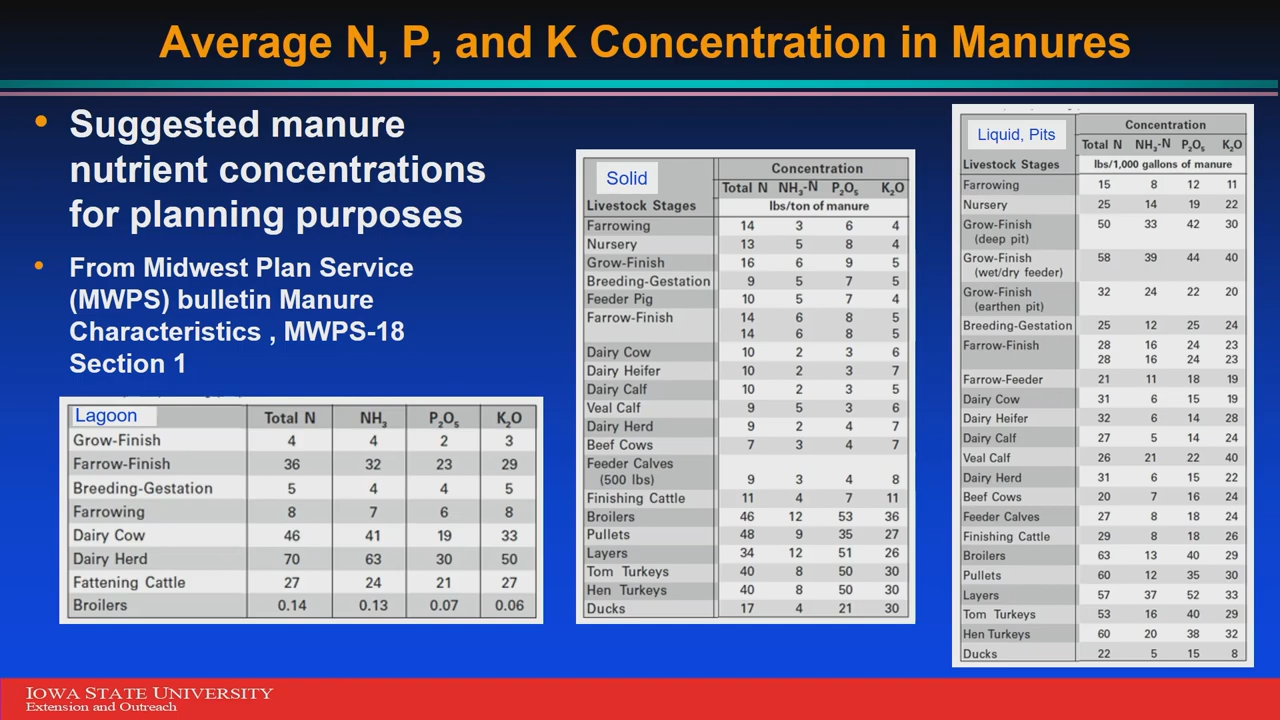 Average N, P, and K Concentration in Manures
• Suggested manure
nutrient concentrations
for planning purposes
• From Midwest Plan Service
(MWPS) bulletin Manure
Characteristics , MWPS-18
Section 1
Lagoon Total N NH₃ P₂O₅ K₂O
Grow-Finish 4 4 2 3
Farrow-Finish 36 32 23 29
Breeding-Gestation 5 4 4 5
Farrowing 8 7 6 8
Dairy Cow 46 41 19 33
Dairy Herd 70 63 30 50
Fattening Cattle 27 24 21 27
Broilers 0.14 0.13 0.07 0.06
Solid Concentration
Total N NH₃-N P₂O₅ K₂O
Livestock Stages lbs/ton of manure
Farrowing 14 3 6 4
Nursery 13 5 8 4
Grow-Finish 16 6 9 5
Breeding-Gestation 9 5 7 5
Feeder Pig 10 5 7 4
Farrow-Finish 14 6 8 5
14 6 8 5
Dairy Cow 10 2 3 6
Dairy Heifer 10 2 3 7
Dairy Calf 10 2 3 5
Veal Calf 9 5 3 6
Dairy Herd 9 2 4 7
Beef Cows 7 3 4 7
Feeder Calves
(500 lbs) 9 3 4 8
Finishing Cattle 11 4 7 11
Broilers 46 12 53 36
Pullets 48 9 35 27
Layers 34 12 51 26
Tom Turkeys 40 8 50 30
Hen Turkeys 40 8 50 30
Ducks 17 4 21 30
Liquid, Pits Concentration
Total N NH₃-N P₂O₅ K₂O
Livestock Stages lbs/1,000 gallons of manure
Farrowing 15 8 12 11
Nursery 25 14 19 22
Grow-Finish 50 33 42 30
(deep pit)
Grow-Finish 58 39 44 40
(wet/dry feeder)
Grow-Finish 32 24 22 20
(earthen pit)
Breeding-Gestation 25 12 25 24
Farrow-Finish 28 16 24 23
28 16 24 23
Farrow-Feeder 21 11 18 19
Dairy Cow 31 6 15 19
Dairy Heifer 32 6 14 28
Dairy Calf 27 5 14 24
Veal Calf 26 21 22 40
Dairy Herd 31 6 15 22
Beef Cows 20 7 16 24
Feeder Calves 27 8 18 24
Finishing Cattle 29 8 18 26
Broilers 63 13 40 29
Pullets 60 12 35 30
Layers 57 37 52 33
Tom Turkeys 53 16 40 29
Hen Turkeys 60 20 38 32
Ducks 22 5 15 8
IOWA STATE UNIVERSITY
Extension and Outreach